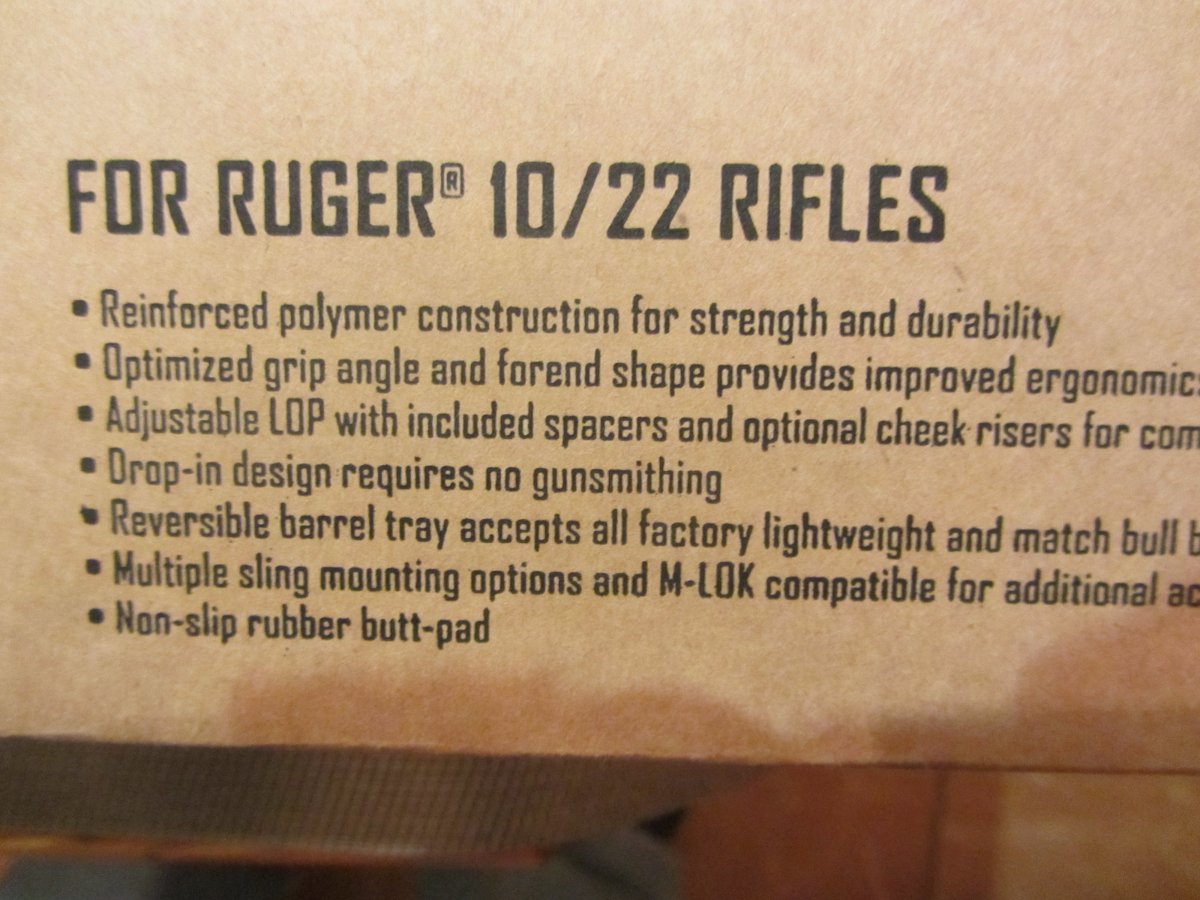 FOR RUGER® 10/22 RIFLES
• Reinforced polymer construction for strength and durability
• Optimized grip angle and forend shape provides improved ergonomics
• Adjustable LOP with included spacers and optional cheek risers for
• Drop-in design requires no gunsmithing
• Reversible barrel tray accepts all factory lightweight and match bull
• Multiple sling mounting options and M-LOK compatible for additional
• Non-slip rubber butt-pad